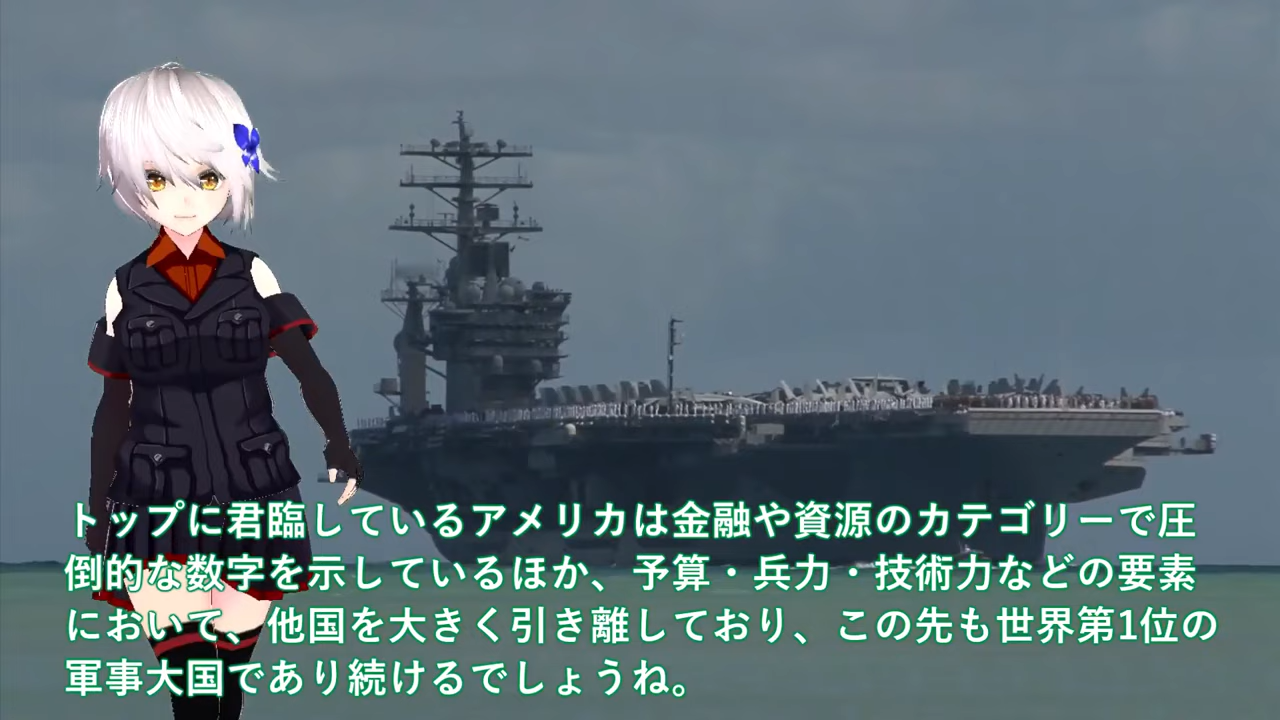 トップに君臨しているアメリカは金融や資源のカテゴリーで圧
倒的な数字を示しているほか、予算・兵力・技術力などの要素
において、他国を大きく引き離しており、この先も世界第1位の
軍事大国であり続けるでしょうね。